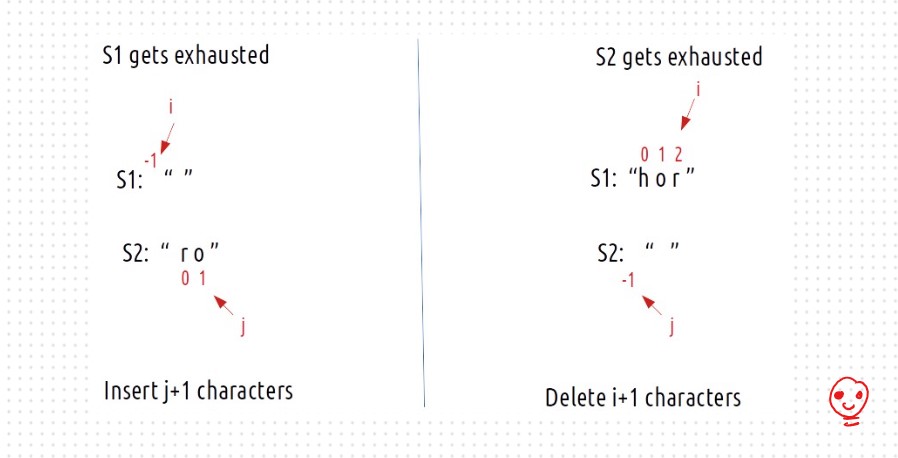 S1 gets exhausted
i
-1
S1: “ ”
S2: “ ro”
0 1
j
Insert j+1 characters
S2 gets exhausted
i
0 1 2
S1: “h o r”
S2: “ ”
-1
j
Delete i+1 characters